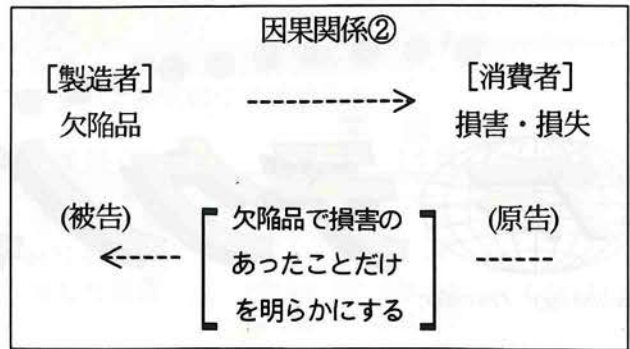 因果関係②
[製造者] [消費者]
欠陥品 損害・損失
(被告) 欠陥品で損害の (原告)
あったことだけ
を明らかにする